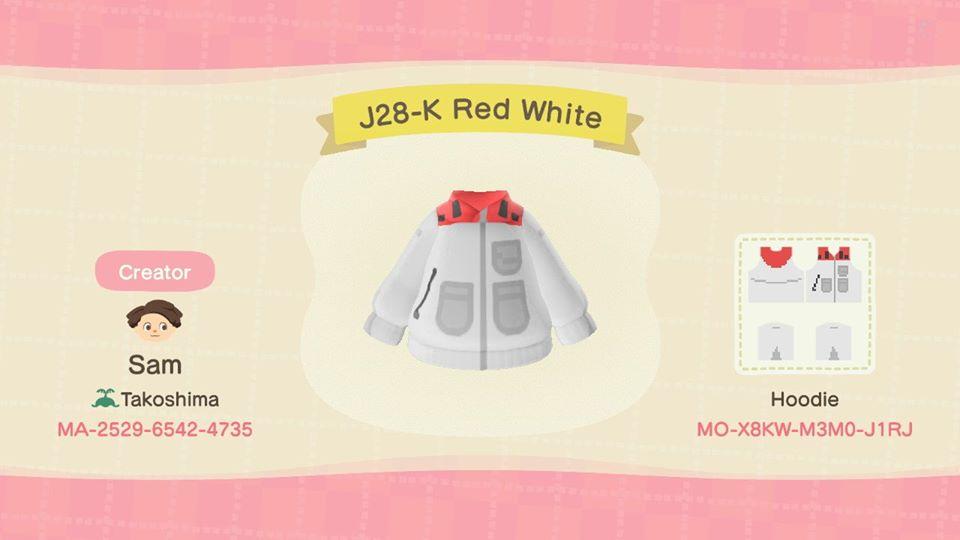 J28-K Red White
Creator
Sam
Takoshima
MA-2529-6542-4735
Hoodie
MO-X8KW-M3M0-J1RJ